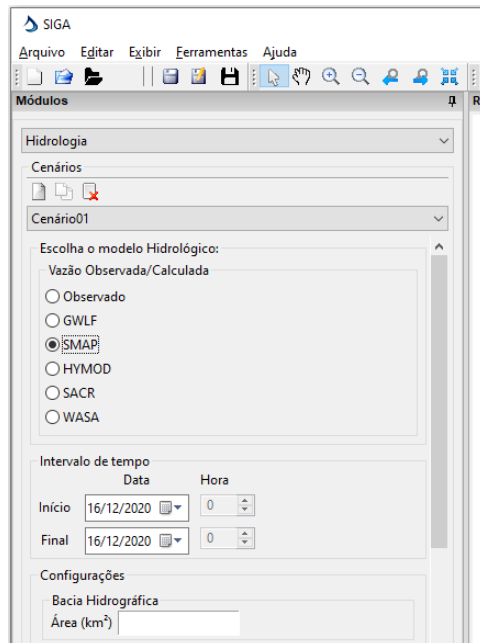 SIGA
Arquivo Editar Exibir Ferramentas Ajuda
Módulos
R
Hidrologia
Cenários
Cenário01
Escolha o modelo Hidrológico:
Vazão Observada/Calculada
Observado
GWLF
SMAP
HYMOD
SACR
WASA
Intervalo de tempo
Data Hora
Início 16/12/2020 0
Final 16/12/2020 0
Configurações
Bacia Hidrográfica
Área (km²)